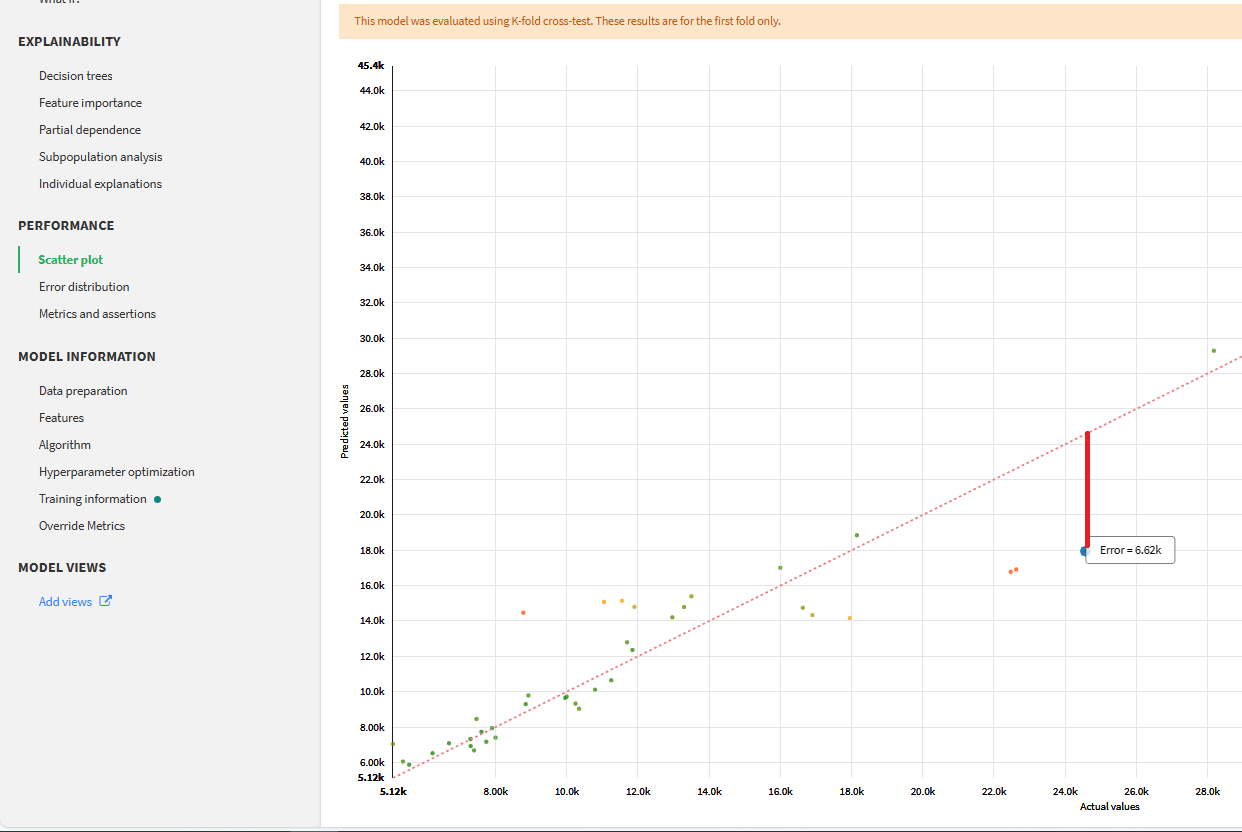 What if?
EXPLAINABILITY
Decision trees
Feature importance
Partial dependence
Subpopulation analysis
Individual explanations
PERFORMANCE
Scatter plot
Error distribution
Metrics and assertions
MODEL INFORMATION
Data preparation
Features
Algorithm
Hyperparameter optimization
Training information
Override Metrics
MODEL VIEWS
Add views
This model was evaluated using K-fold cross-test. These results are for the first fold only.
45.4k
44.0k
42.0k
40.0k
38.0k
36.0k
34.0k
32.0k
30.0k
28.0k
26.0k
24.0k
22.0k
20.0k
18.0k
16.0k
14.0k
12.0k
10.0k
8.00k
6.00k
5.12k
Predicted values
Error = 6.62k
5.12k 8.00k 10.0k 12.0k 14.0k 16.0k 18.0k 20.0k 22.0k 24.0k 26.0k 28.0k
Actual values